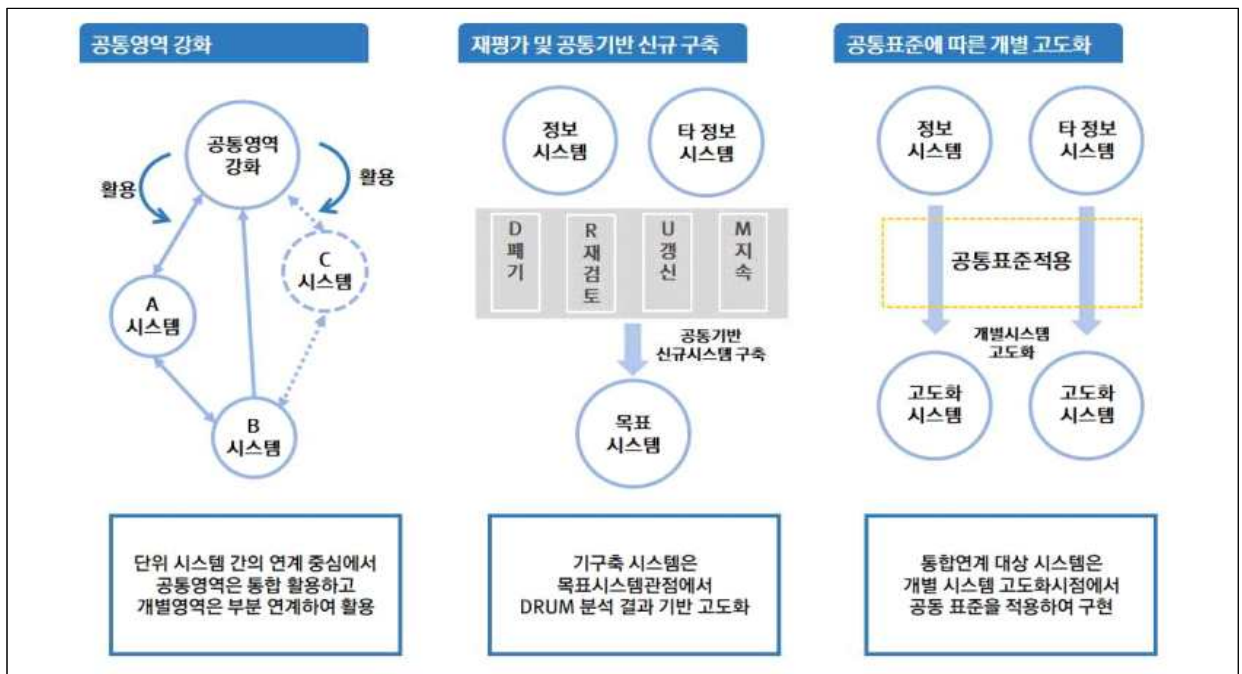 공통영역 강화
공통영역
강화
활용
활용
C
시스템
A
시스템
B
시스템
단위 시스템 간의 연계 중심에서
공통영역은 통합 활용하고
개별영역은 부분 연계하여 활용
재평가 및 공통기반 신규 구축
정보
시스템
타 정보
시스템
D
폐
기
R
재
검
토
U
갱
신
M
지
속
공통기반
신규시스템 구축
목표
시스템
기구축 시스템은
목표시스템관점에서
DRUM 분석 결과 기반 고도화
공통표준에 따른 개별 고도화
정보
시스템
타 정보
시스템
공통표준적용
개별시스템
고도화
고도화
시스템
고도화
시스템
통합연계 대상 시스템은
개별 시스템 고도화시점에서
공동 표준을 적용하여 구현